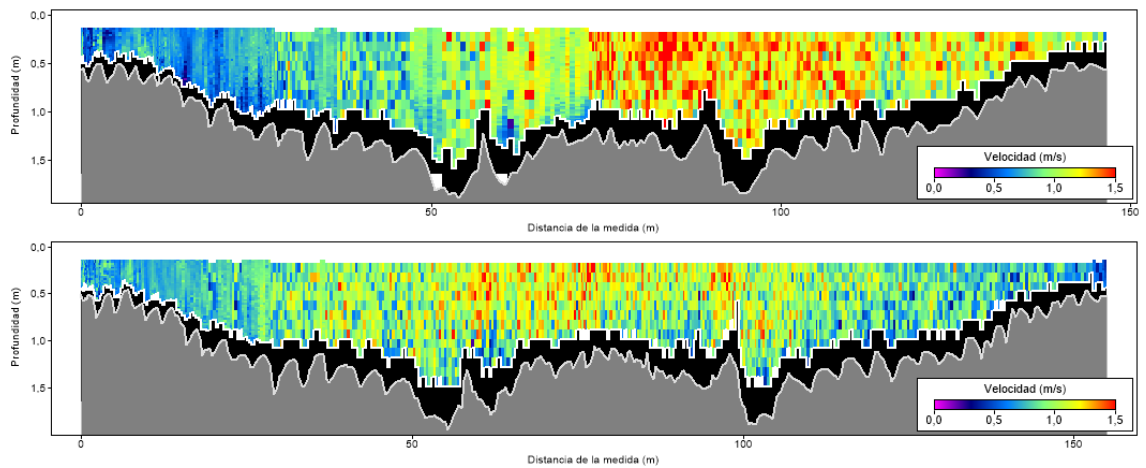 0.0
0.5
1.0
1.5
Profundidad (m)
Velocidad (m/s)
0,0 0,5 1,0 1,5
0 50 100 150
Distancia de la medida (m)
0.0
0.5
1.0
1.5
Profundidad (m)
Velocidad (m/s)
0,0 0,5 1,0 1,5
0 50 100 150
Distancia de la medida (m)